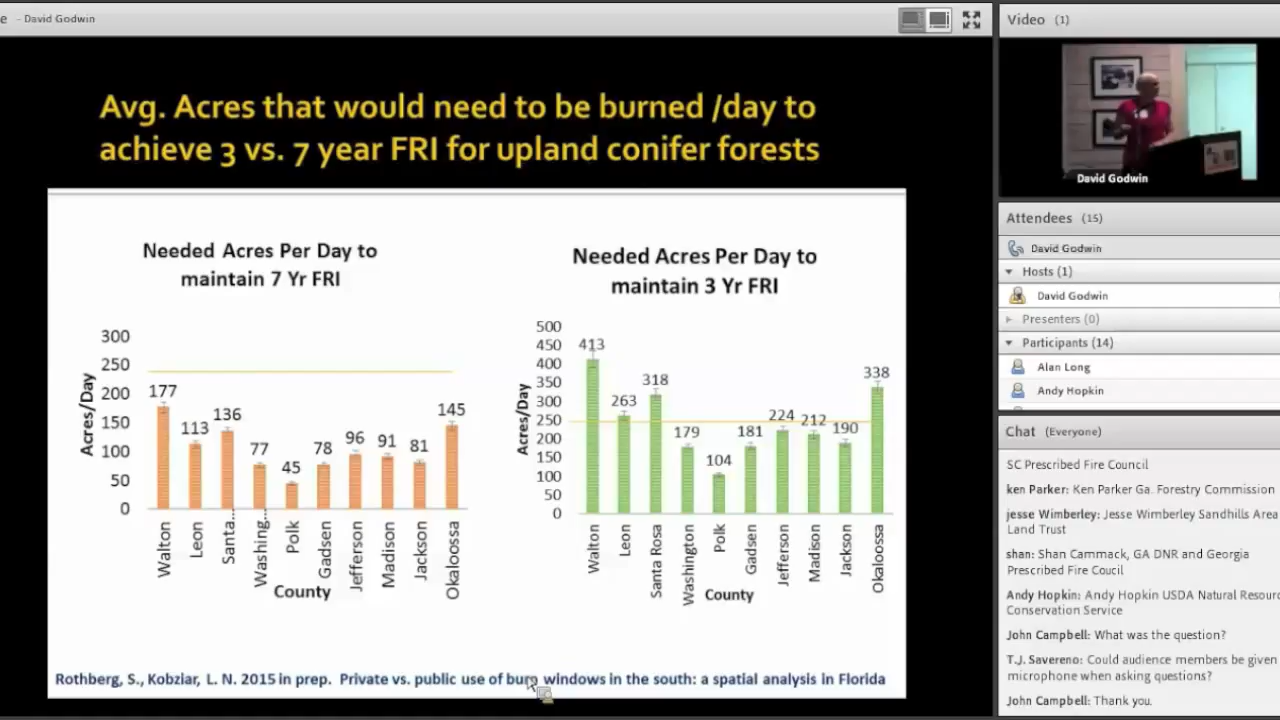 e - David Godwin
Avg. Acres that would need to be burned /day to
achieve 3 vs. 7 year FRI for upland conifer forests
Needed Acres Per Day to
maintain 7 Yr FRI
Acres/Day
300
250
200
150
100
50
0
177
113
136
77
45
78
96
91
81
145
Walton
Leon
Santa...
Washing...
Polk
Gadsen
Jefferson
Madison
Jackson
Okaloossa
County
Needed Acres Per Day to
maintain 3 Yr FRI
Acres/Day
500
450
400
350
300
250
200
150
100
50
0
413
263
318
179
104
181
224
212
190
338
Walton
Leon
Santa Rosa
Washington
Polk
Gadsen
Jefferson
Madison
Jackson
Okaloossa
County
Rothberg, S., Kobziar, L. N. 2015 in prep. Private vs. public use of burn windows in the south: a spatial analysis in Florida
Video (1)
David Godwin
Attendees (15)
David Godwin
Hosts (1)
David Godwin
Presenters (0)
Participants (14)
Alan Long
Andy Hopkin
Chat (Everyone)
SC Prescribed Fire Council
ken Parker: Ken Parker Ga. Forestry Commission
jesse Wimberley: Jesse Wimberley Sandhills Area
Land Trust
shan: Shan Cammack, GA DNR and Georgia
Prescribed Fire Coucil
Andy Hopkin: Andy Hopkin USDA Natural Resourc
Conservation Service
John Campbell: What was the question?
T.J. Savereno: Could audience members be given
microphone when asking questions?
John Campbell: Thank you.